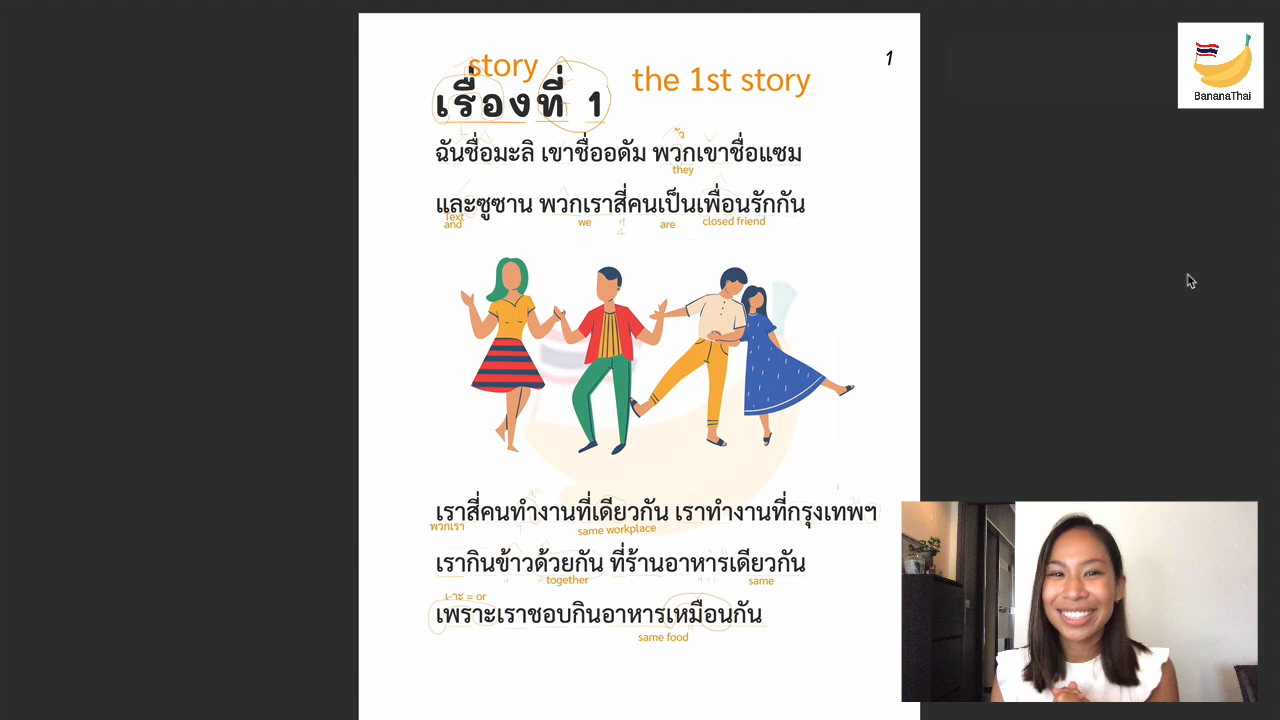 1
story
the 1st story
เรื่องที่ 1
BananaThai
ฉันชื่อมะลิ เขาชื่ออดัม พวกเขาชื่อแซม
they
และซูซาน พวกเราสี่คนเป็นเพื่อนรักกัน
Text
and we are closed friend
เราสี่คนทำงานที่เดียวกัน เราทำงานที่กรุงเทพฯ
พวกเรา same workplace
เรากินข้าวด้วยกัน ที่ร้านอาหารเดียวกัน
together same
เ-าะ = or
เพราะเราชอบกินอาหารเหมือนกัน
same food